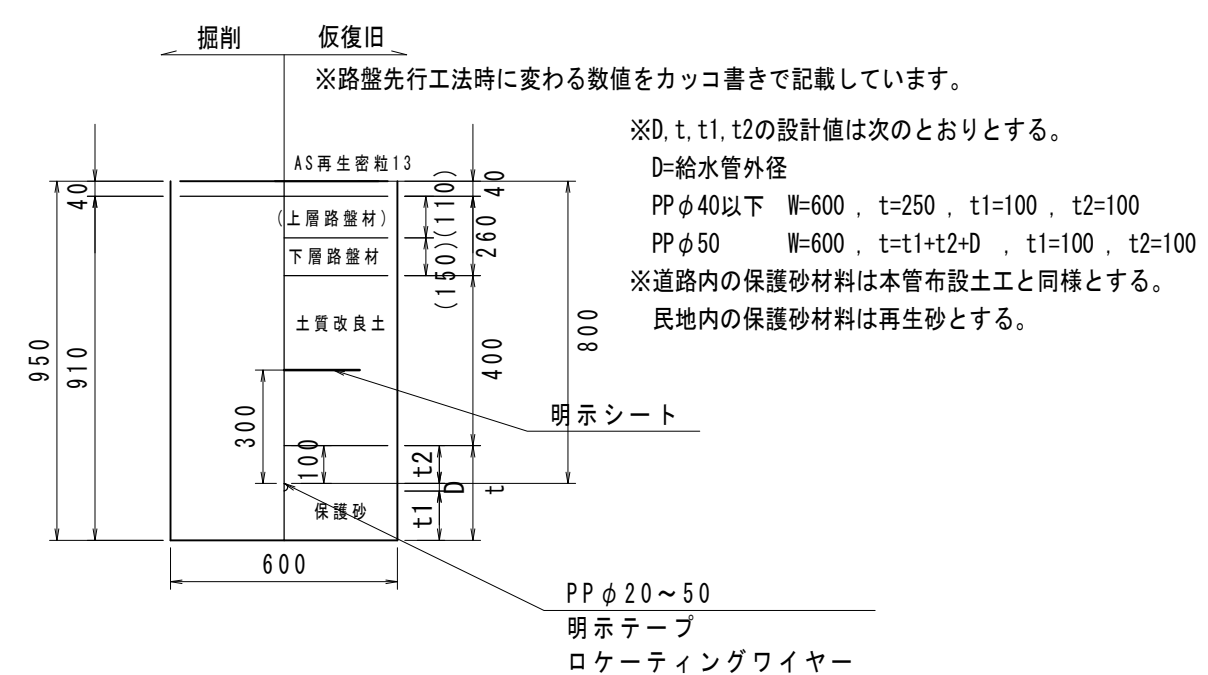 掘削
仮復旧
※路盤先行工法時に変わる数値をカッコ書きで記載しています。
※D,t,t1,t2の設計値は次のとおりとする。
D=給水管外径
PPφ40以下 W=600 , t=250 , t1=100 , t2=100
PPφ50 W=600 , t=t1+t2+D , t1=100 , t2=100
※道路内の保護砂材料は本管布設土工と同様とする。
民地内の保護砂材料は再生砂とする。
AS再生密粒13
40
40
(上層路盤材)
(110)
260
下層路盤材
(150)
土質改良土
950
910
400
800
明示シート
300
100
t2
D
t
保護砂
t1
600
PPφ20~50
明示テープ
ロケーティングワイヤー